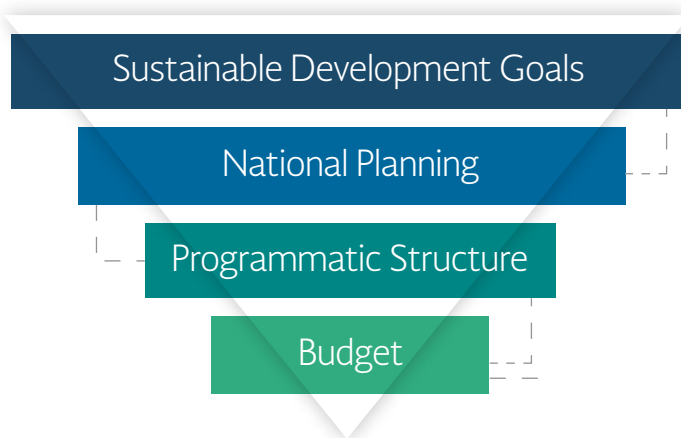 Sustainable Development Goals
National Planning
Programmatic Structure
Budget